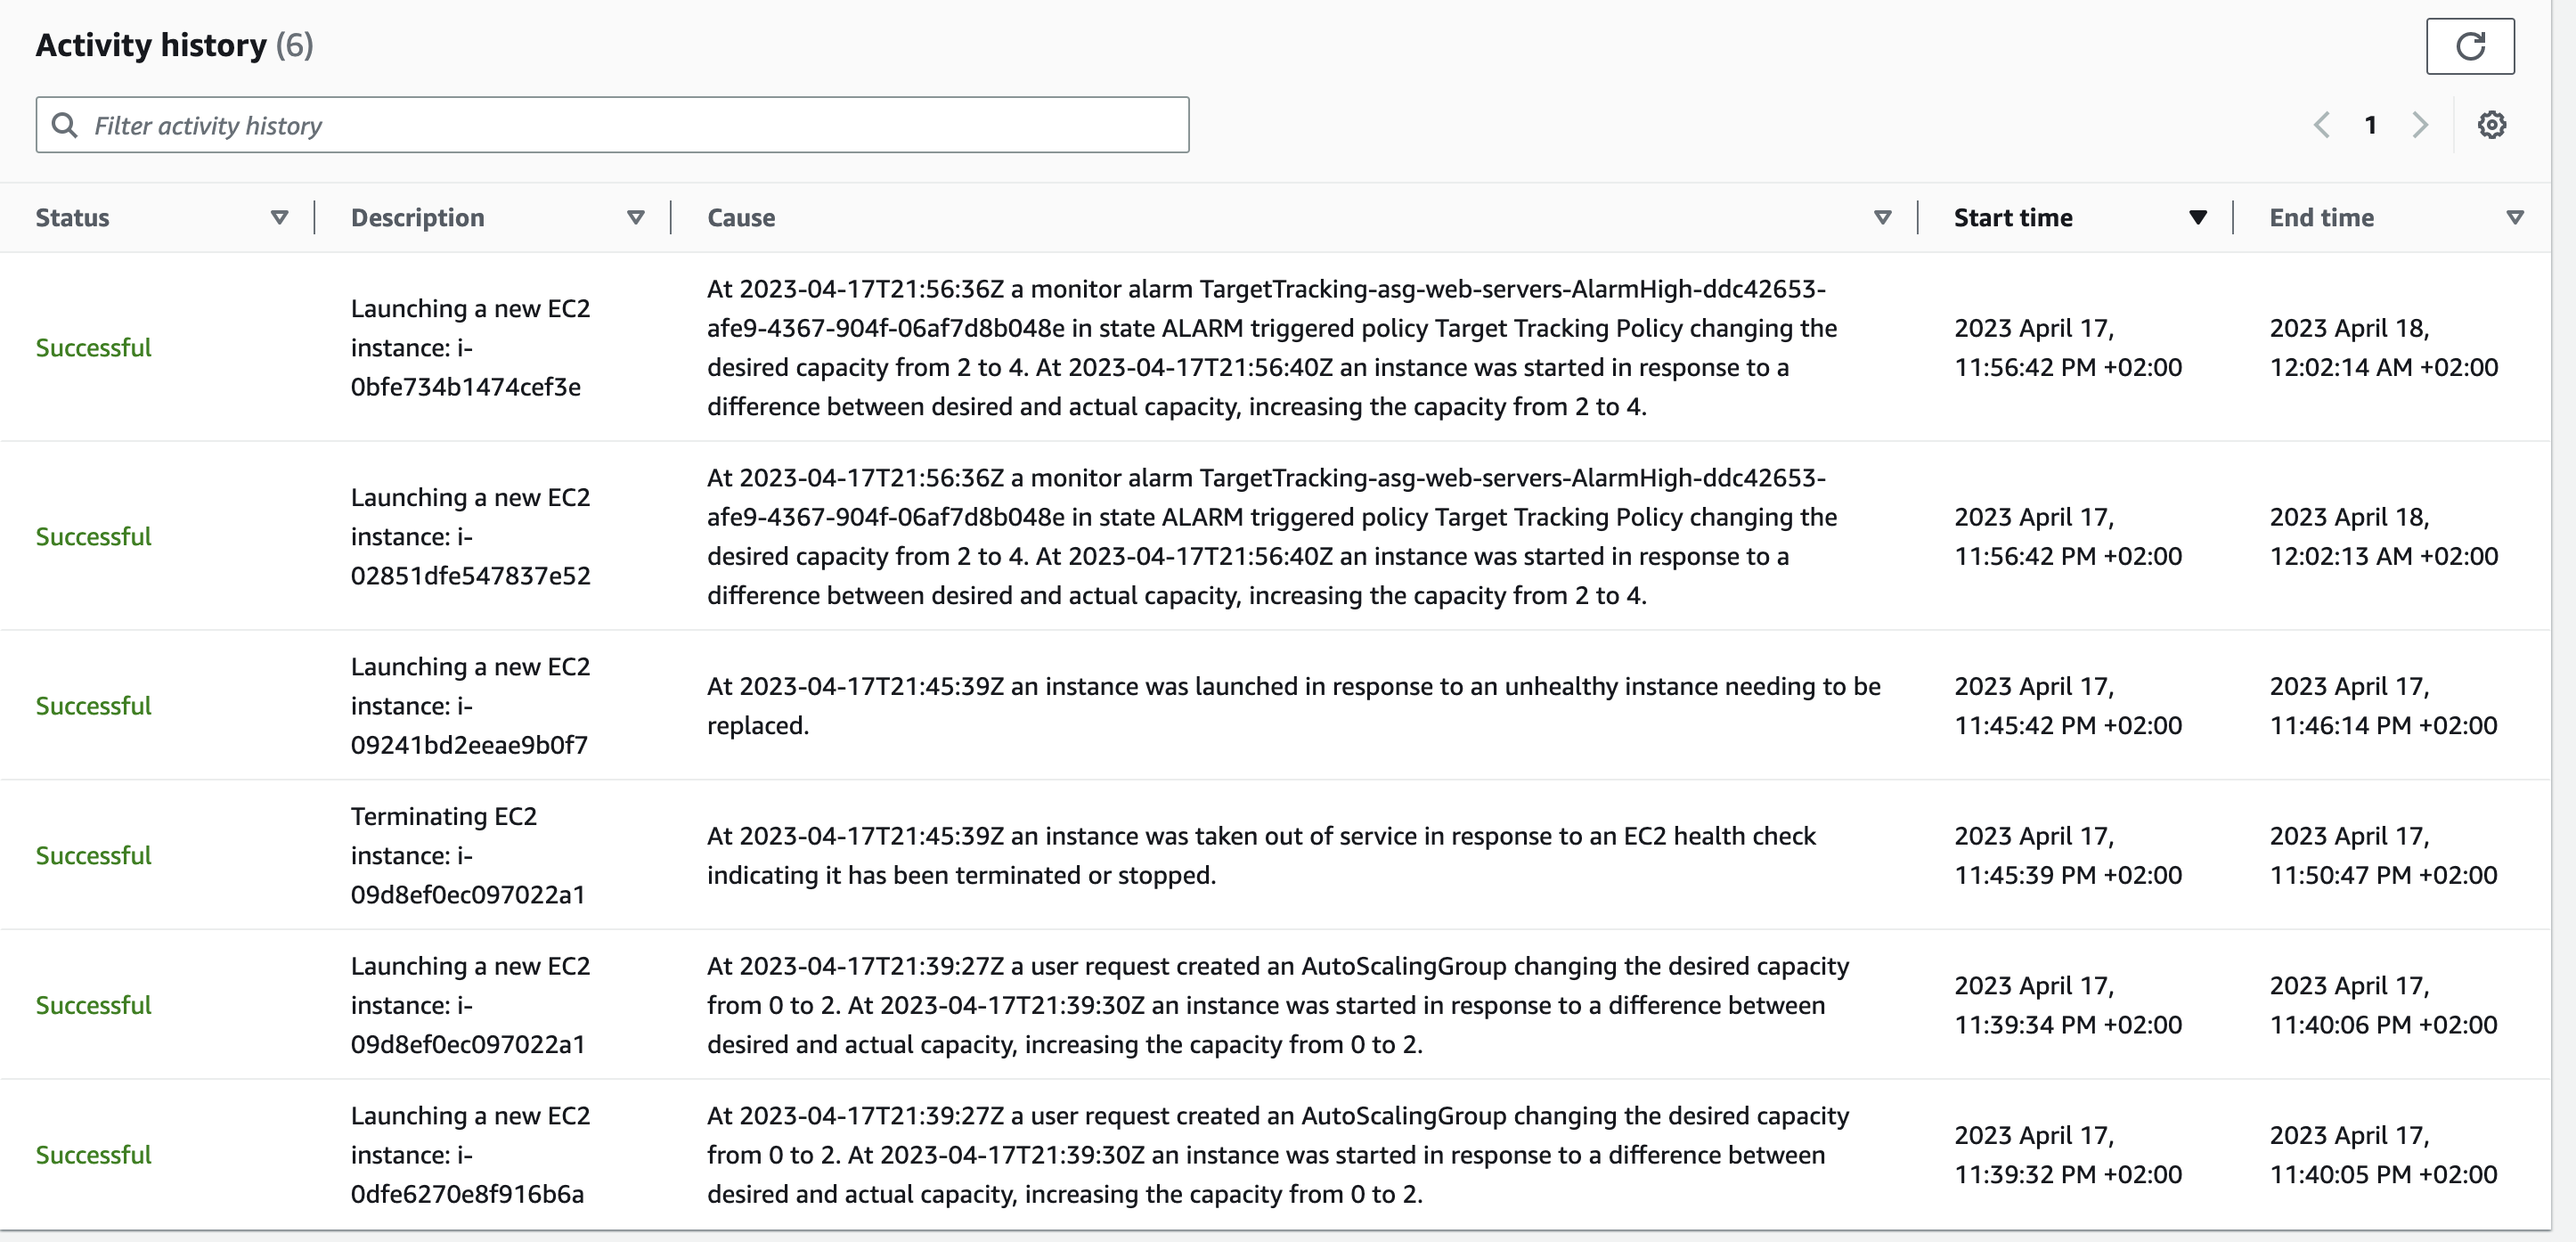 Activity history (6)
Filter activity history
1
Status
Description
Cause
Start time
End time
Successful
Launching a new EC2
instance: i-
0bfe734b1474cef3e
At 2023-04-17T21:56:36Z a monitor alarm TargetTracking-asg-web-servers-AlarmHigh-ddc42653-
afe9-4367-904f-06af7d8b048e in state ALARM triggered policy Target Tracking Policy changing the
desired capacity from 2 to 4. At 2023-04-17T21:56:40Z an instance was started in response to a
difference between desired and actual capacity, increasing the capacity from 2 to 4.
2023 April 17,
11:56:42 PM +02:00
2023 April 18,
12:02:14 AM +02:00
Successful
Launching a new EC2
instance: i-
02851dfe547837e52
At 2023-04-17T21:56:36Z a monitor alarm TargetTracking-asg-web-servers-AlarmHigh-ddc42653-
afe9-4367-904f-06af7d8b048e in state ALARM triggered policy Target Tracking Policy changing the
desired capacity from 2 to 4. At 2023-04-17T21:56:40Z an instance was started in response to a
difference between desired and actual capacity, increasing the capacity from 2 to 4.
2023 April 17,
11:56:42 PM +02:00
2023 April 18,
12:02:13 AM +02:00
Successful
Launching a new EC2
instance: i-
09241bd2eeae9b0f7
At 2023-04-17T21:45:39Z an instance was launched in response to an unhealthy instance needing to be
replaced.
2023 April 17,
11:45:42 PM +02:00
2023 April 17,
11:46:14 PM +02:00
Successful
Terminating EC2
instance: i-
09d8ef0ec097022a1
At 2023-04-17T21:45:39Z an instance was taken out of service in response to an EC2 health check
indicating it has been terminated or stopped.
2023 April 17,
11:45:39 PM +02:00
2023 April 17,
11:50:47 PM +02:00
Successful
Launching a new EC2
instance: i-
09d8ef0ec097022a1
At 2023-04-17T21:39:27Z a user request created an AutoScalingGroup changing the desired capacity
from 0 to 2. At 2023-04-17T21:39:30Z an instance was started in response to a difference between
desired and actual capacity, increasing the capacity from 0 to 2.
2023 April 17,
11:39:34 PM +02:00
2023 April 17,
11:40:06 PM +02:00
Successful
Launching a new EC2
instance: i-
0dfe6270e8f916b6a
At 2023-04-17T21:39:27Z a user request created an AutoScalingGroup changing the desired capacity
from 0 to 2. At 2023-04-17T21:39:30Z an instance was started in response to a difference between
desired and actual capacity, increasing the capacity from 0 to 2.
2023 April 17,
11:39:32 PM +02:00
2023 April 17,
11:40:05 PM +02:00